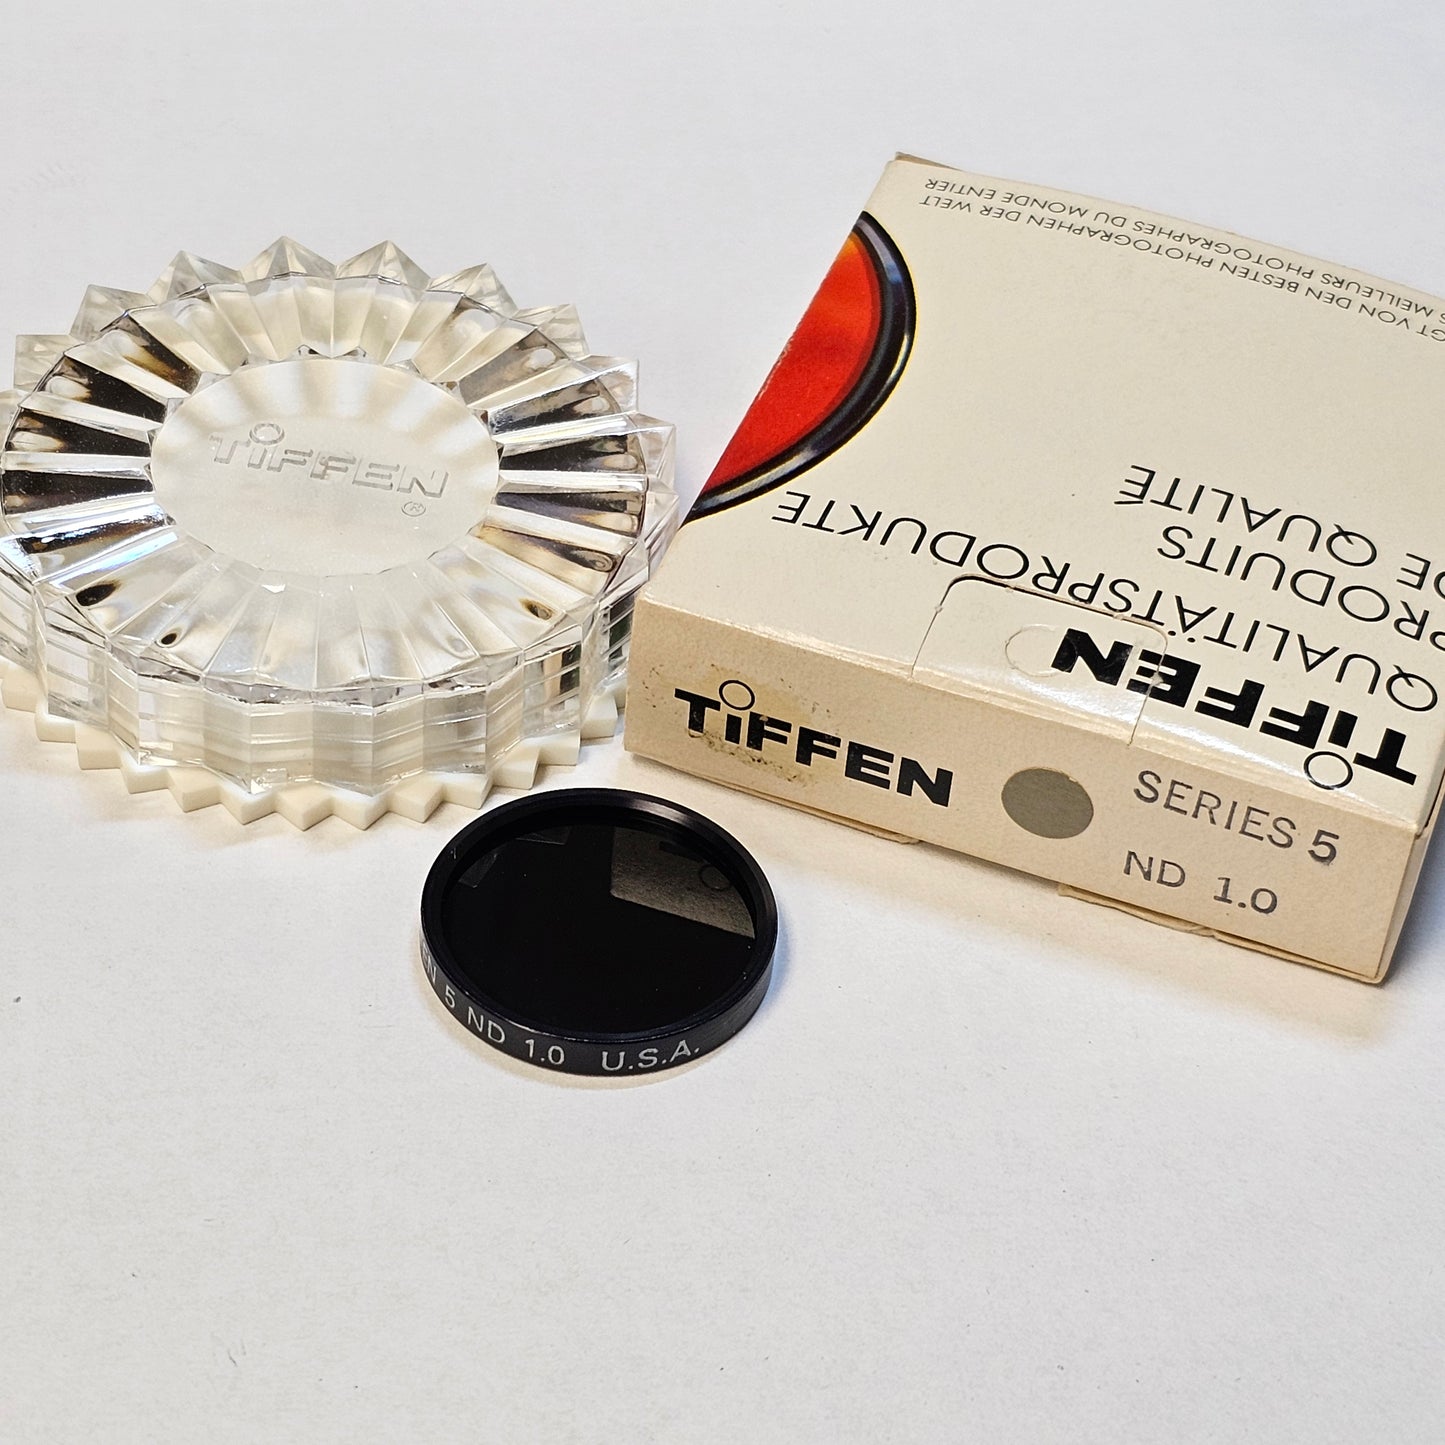 TIFFEN
®
TIFFEN
SERIES 5
ND 1.0
TIFFEN
QUALITÄTSPRODUKTE
PRODUITS
DE QUALITÉ
VON DEN BESTEN PHOTOGRAPHEN DER WELT
MEILLEURS PHOTOGRAPHES DU MONDE ENTIER
5 ND 1.0 U.S.A.